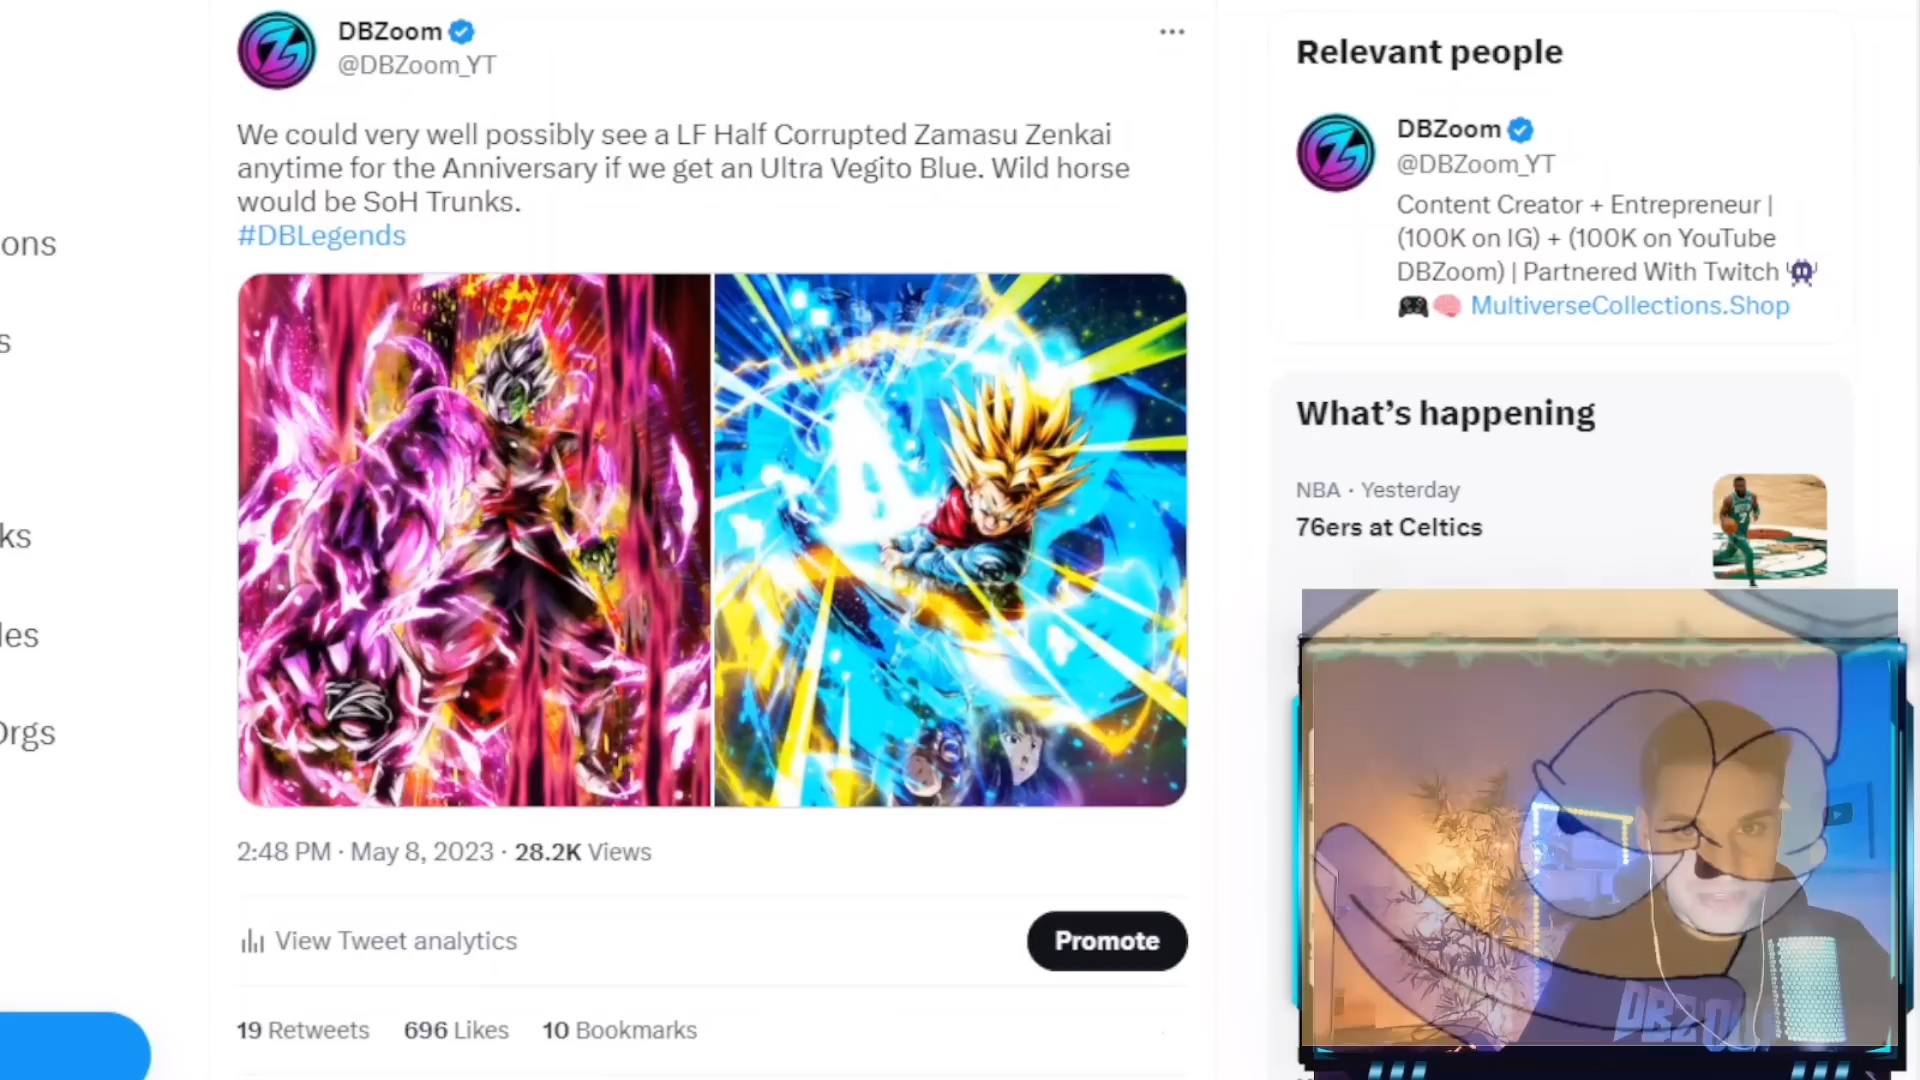 DBZoom
@DBZoom_YT
We could very well possibly see a LF Half Corrupted Zamasu Zenkai
anytime for the Anniversary if we get an Ultra Vegito Blue. Wild horse
would be SoH Trunks.
#DBLegends
2:48 PM · May 8, 2023 · 28.2K Views
View Tweet analytics
Promote
19 Retweets 696 Likes 10 Bookmarks
ons
s
ks
les
Orgs
Relevant people
DBZoom
@DBZoom_YT
Content Creator + Entrepreneur |
(100K on IG) + (100K on YouTube
DBZoom) | Partnered With Twitch
MultiverseCollections.Shop
What's happening
NBA · Yesterday
76ers at Celtics